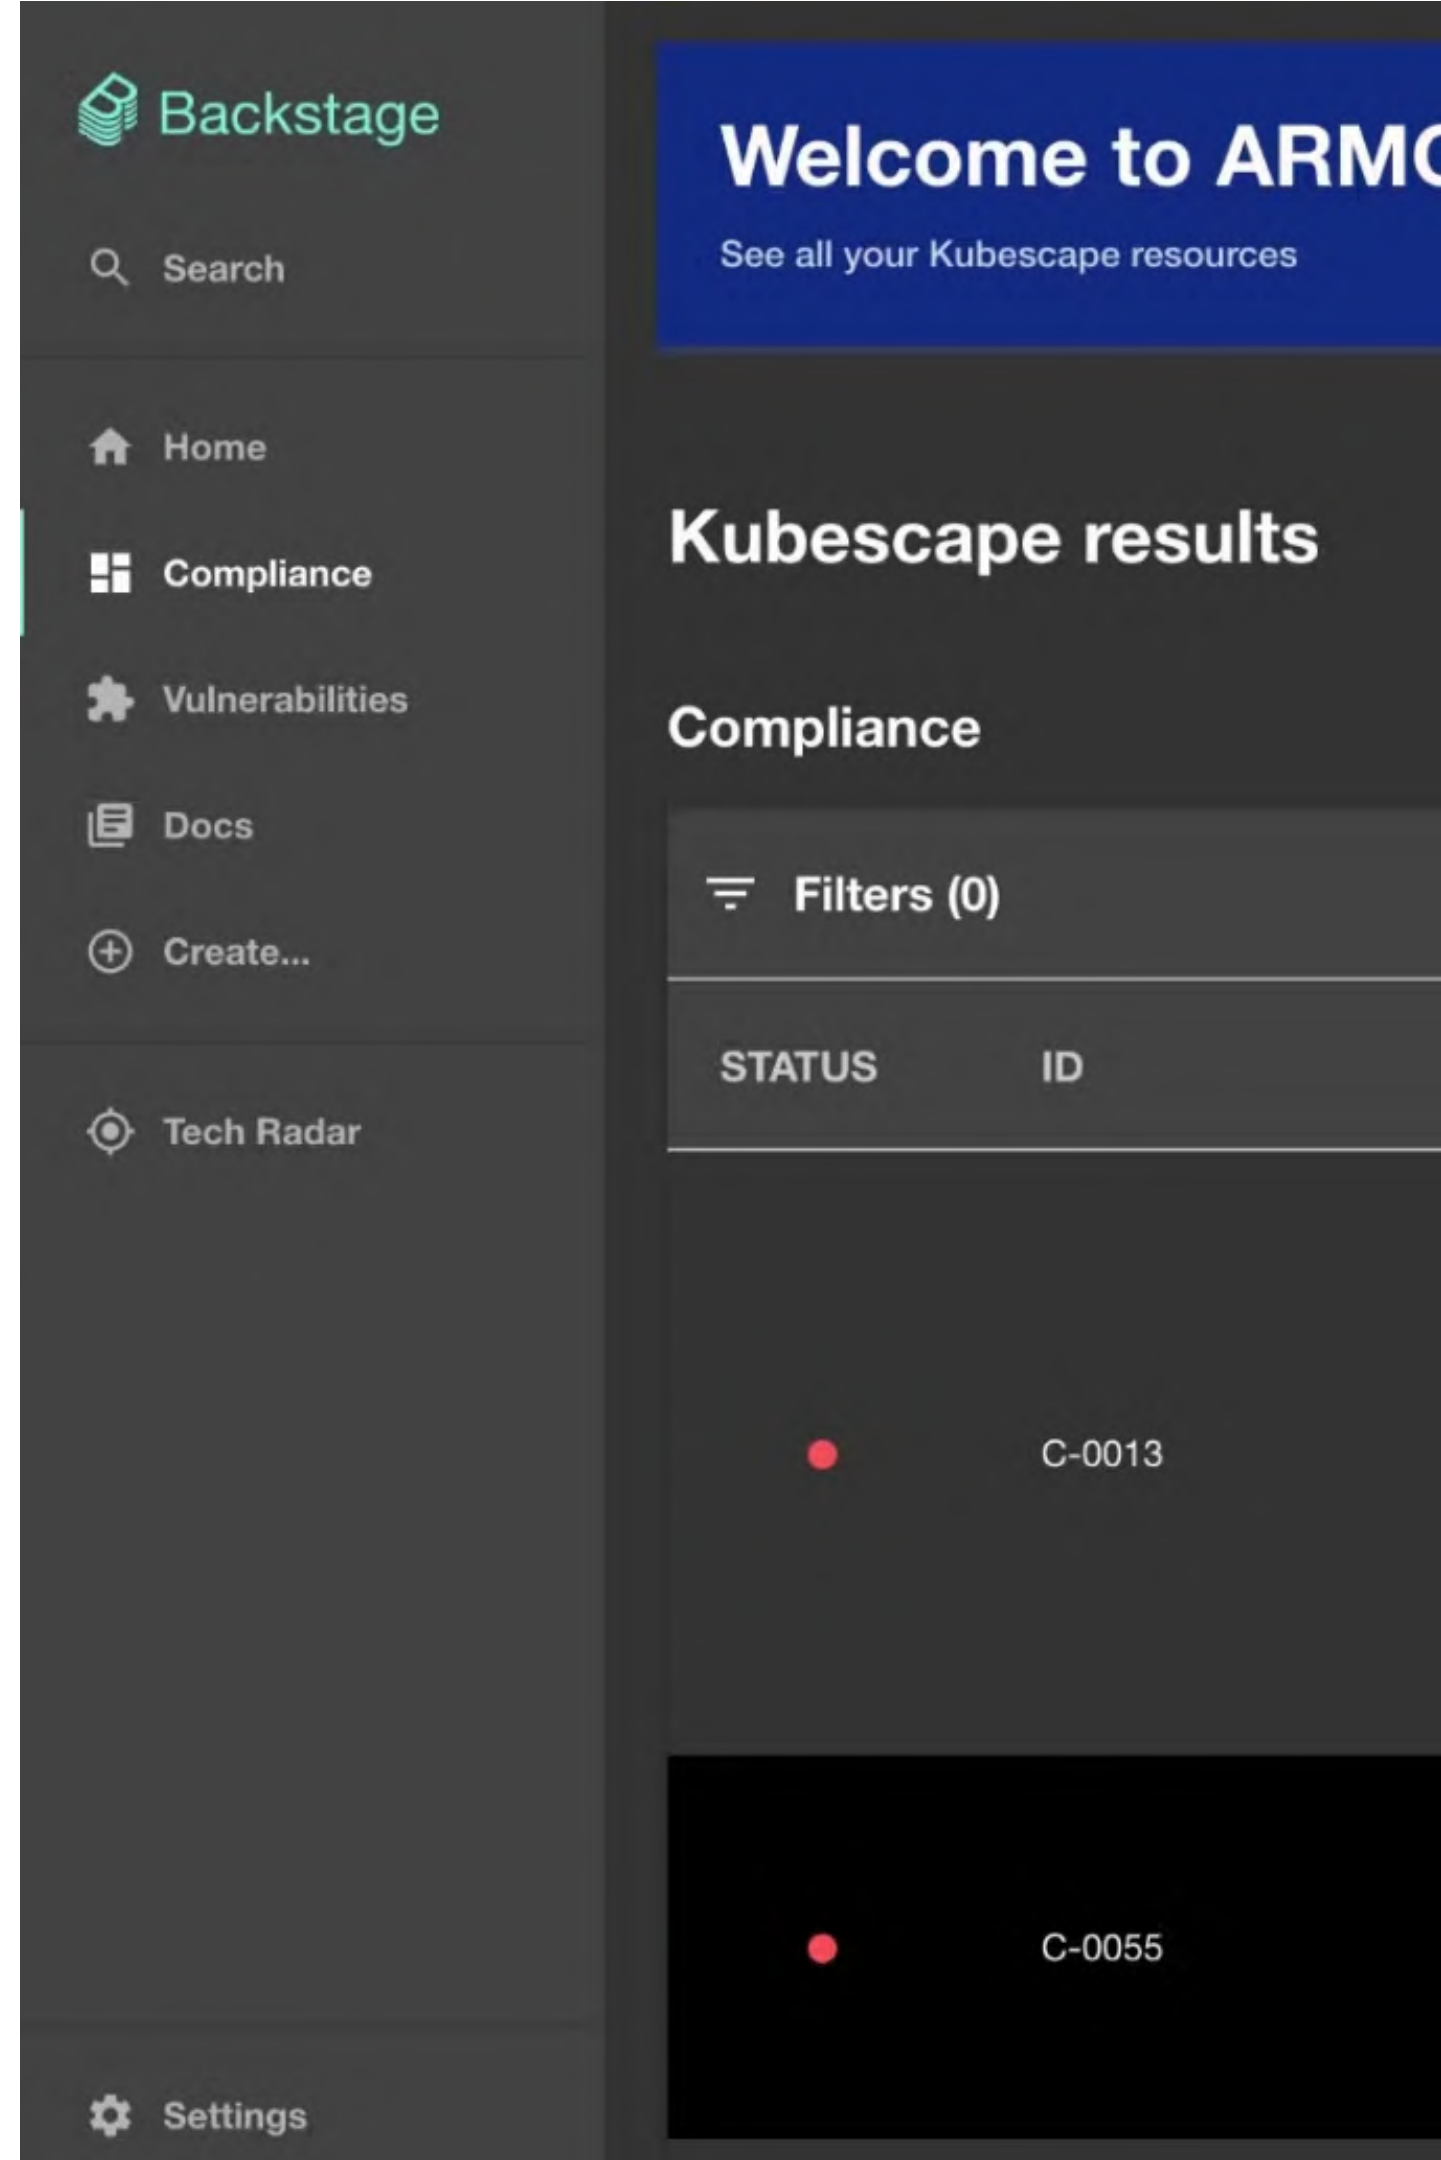 Backstage
Search
Home
Compliance
Vulnerabilities
Docs
Create...
Tech Radar
Settings
Welcome to ARMO
See all your Kubescape resources
Kubescape results
Compliance
Filters (0)
STATUS ID
C-0013
C-0055